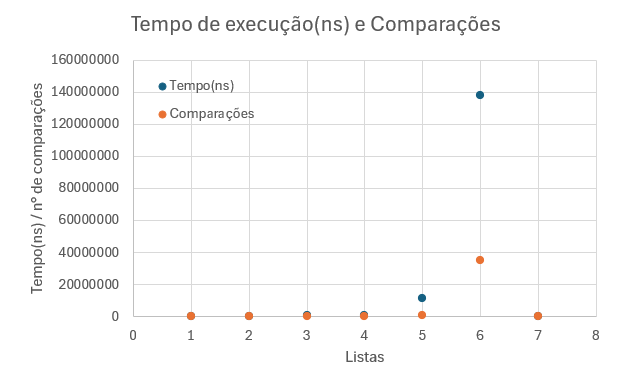 Tempo de execução(ns) e Comparações
Tempo(ns) / nº de comparações
160000000
140000000
120000000
100000000
80000000
60000000
40000000
20000000
0
Tempo(ns)
Comparações
0 1 2 3 4 5 6 7 8
Listas